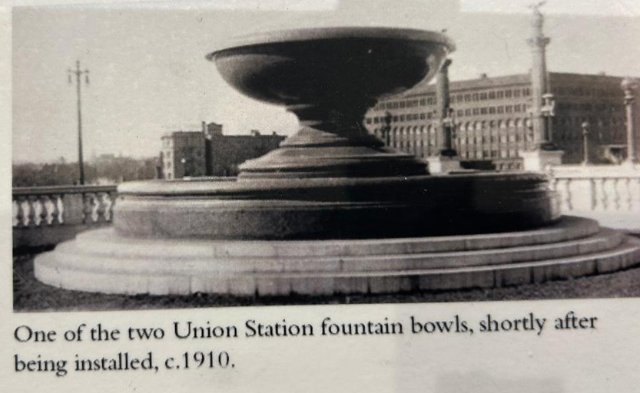 One of the two Union Station fountain bowls, shortly after
being installed, c.1910.